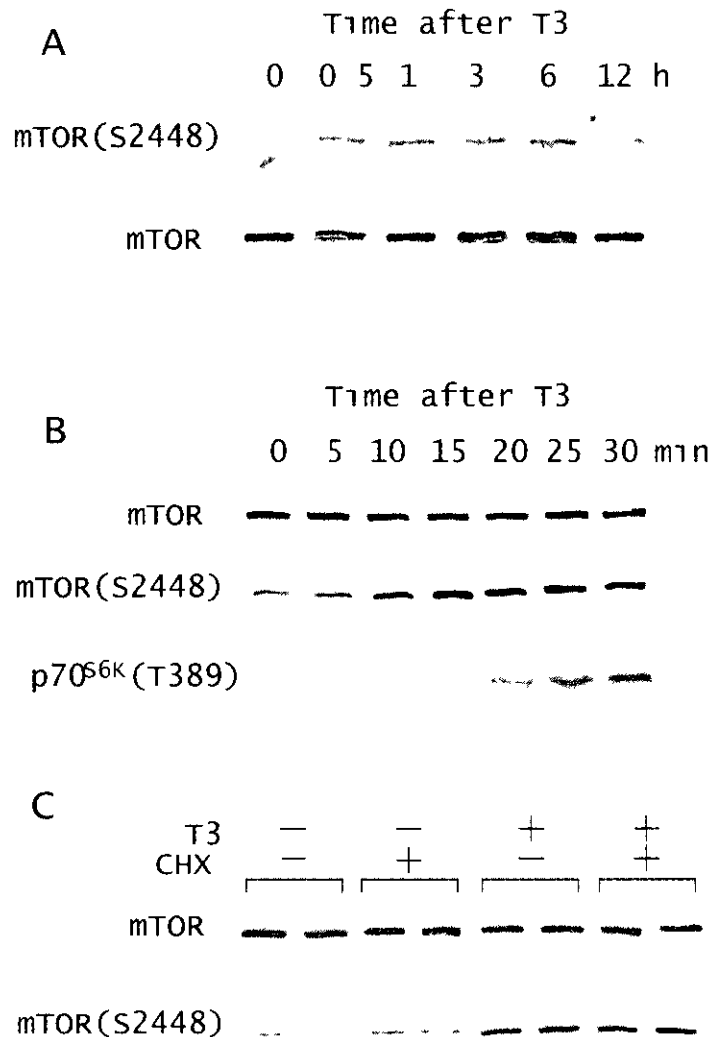 A
Time after T3
0 0 5 1 3 6 12 h
mTOR(S2448)
mTOR
Time after T3
B
0 5 10 15 20 25 30 min
mTOR
mTOR(S2448)
p70S6K(T389)
C
T3 — — + +
CHX — + — +
mTOR
mTOR(S2448)